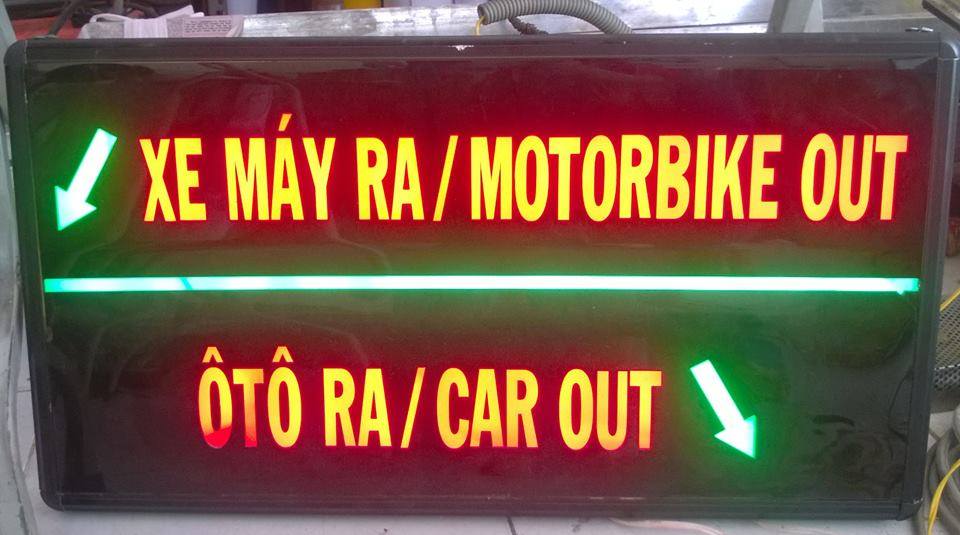 XE MÁY RA / MOTORBIKE OUT
ÔTÔ RA / CAR OUT